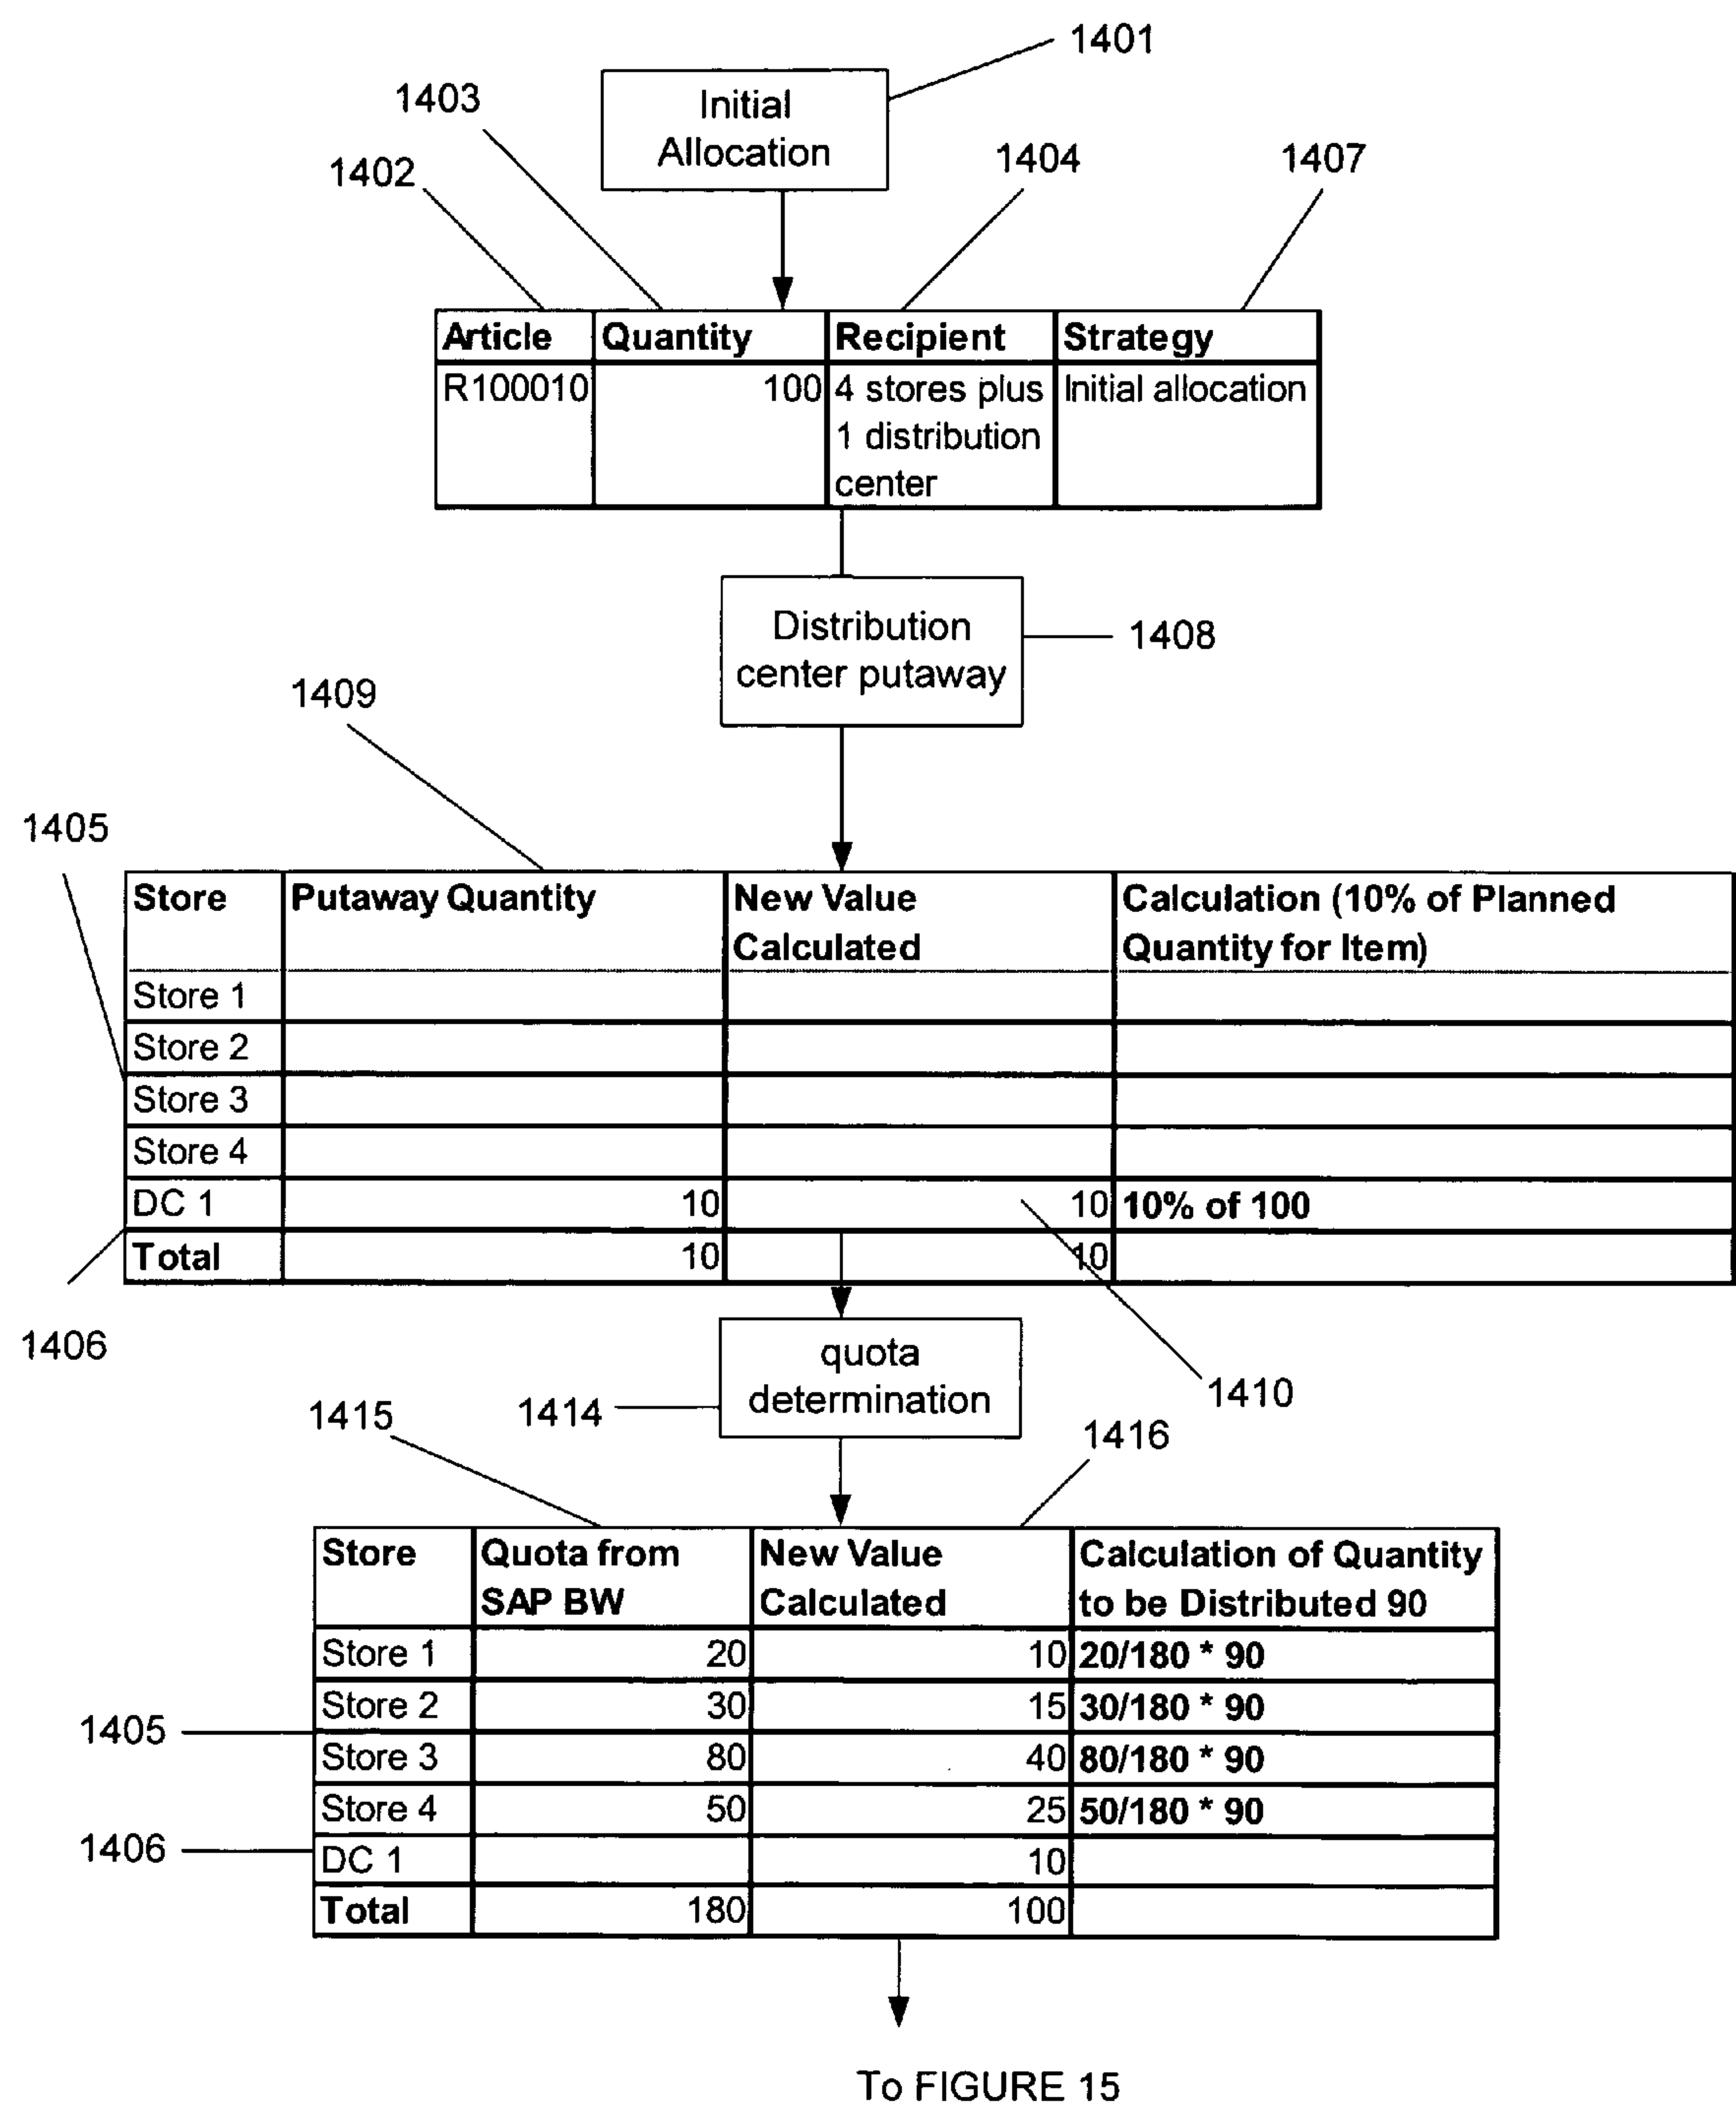 1401
Initial
Allocation
1403
1402
1404
1407
Article Quantity Recipient Strategy
R100010 100 4 stores plus Initial allocation
1 distribution
center
Distribution
center putaway
1408
1409
1405
Store Putaway Quantity New Value Calculation (10% of Planned
Calculated Quantity for Item)
Store 1
Store 2
Store 3
Store 4
DC 1 10 10 10% of 100
Total 10 10
1406
quota
determination
1410
1415
1414
1416
Store Quota from New Value Calculation of Quantity
SAP BW Calculated to be Distributed 90
Store 1 20 10 20/180 * 90
Store 2 30 15 30/180 * 90
1405
Store 3 80 40 80/180 * 90
Store 4 50 25 50/180 * 90
1406
DC 1 10
Total 180 100
To FIGURE 15